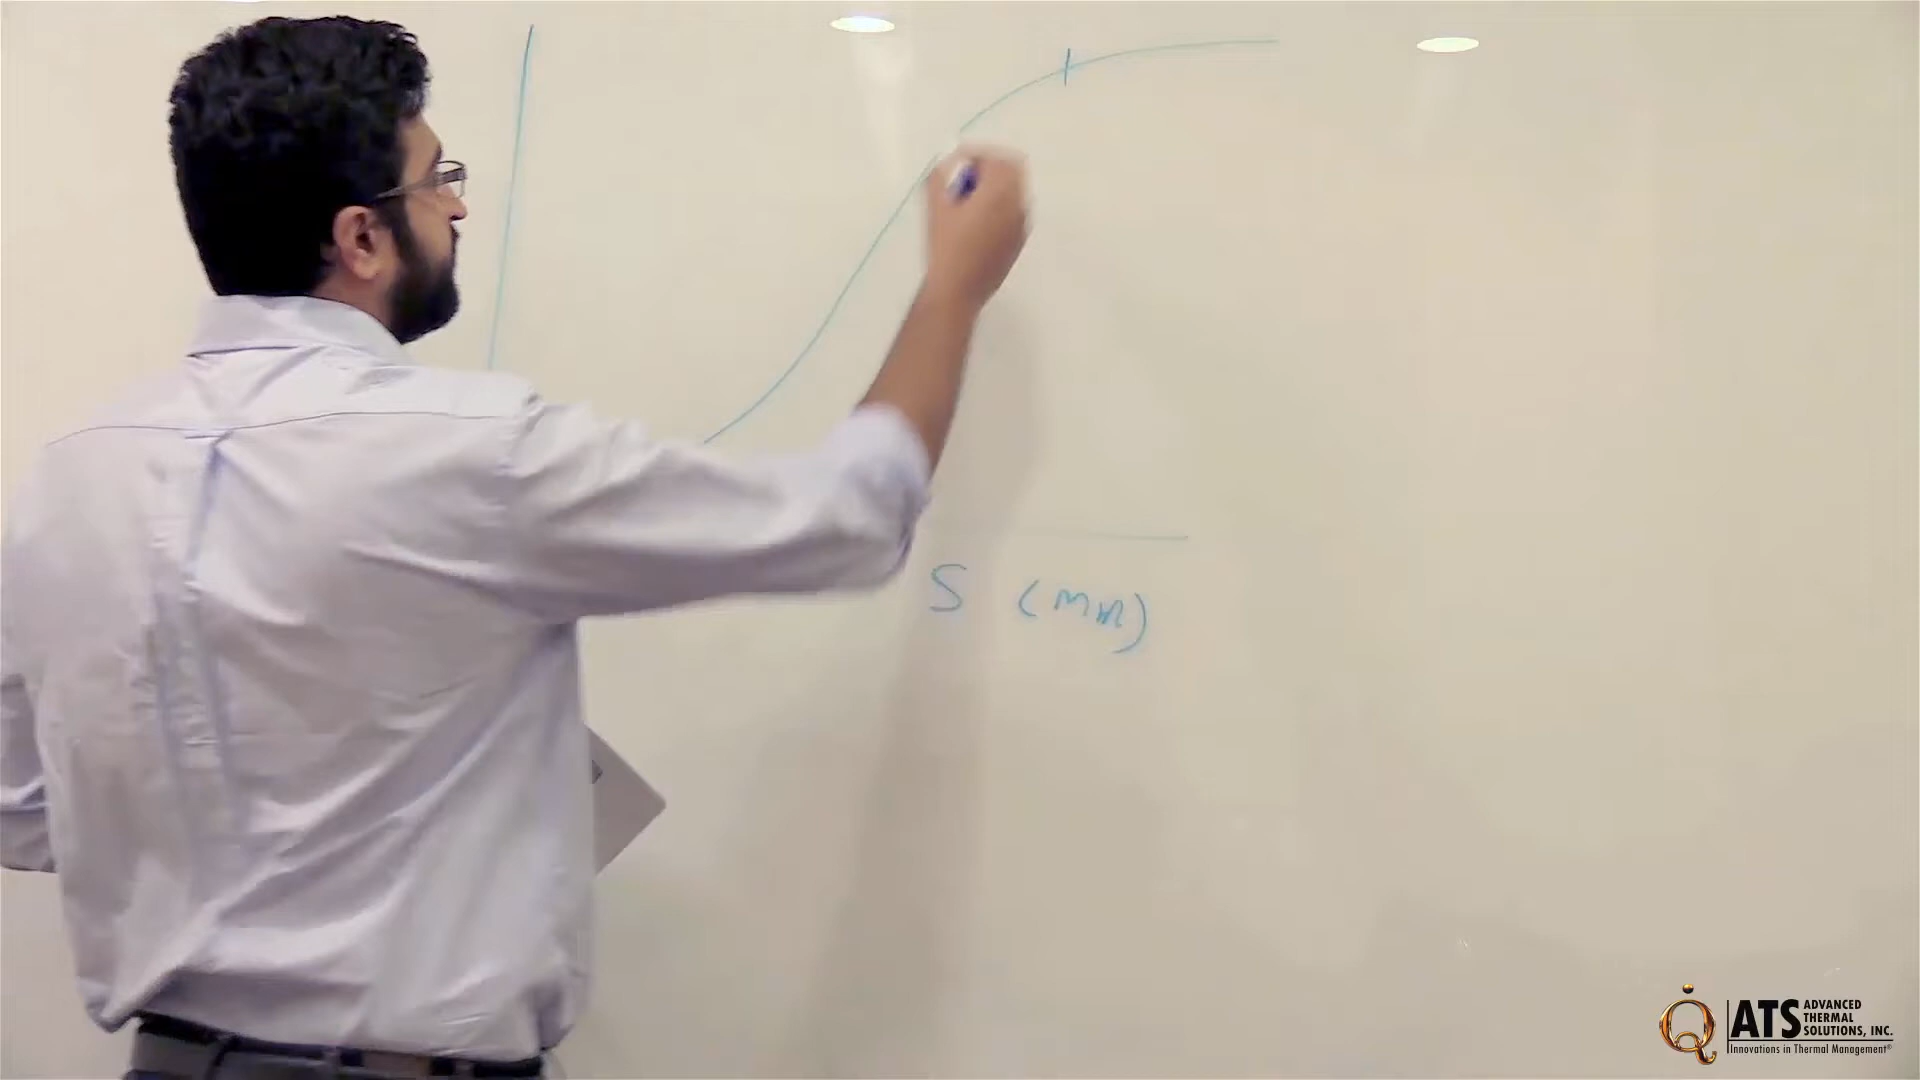 S (mm)
Q
ATS ADVANCED
THERMAL
SOLUTIONS, INC.
Innovations in Thermal Management®